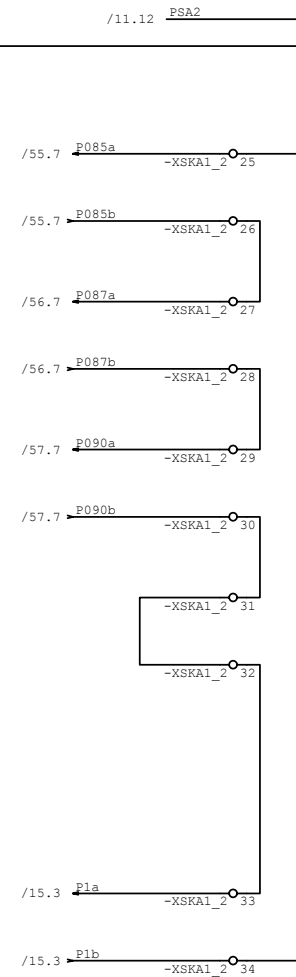 /11.12 PSA2
/55.7 P085a
-XSKA1_2 25
/55.7 P085b
-XSKA1_2 26
/56.7 P087a
-XSKA1_2 27
/56.7 P087b
-XSKA1_2 28
/57.7 P090a
-XSKA1_2 29
/57.7 P090b
-XSKA1_2 30
-XSKA1_2 31
-XSKA1_2 32
/15.3 P1a
-XSKA1_2 33
/15.3 P1b
-XSKA1_2 34